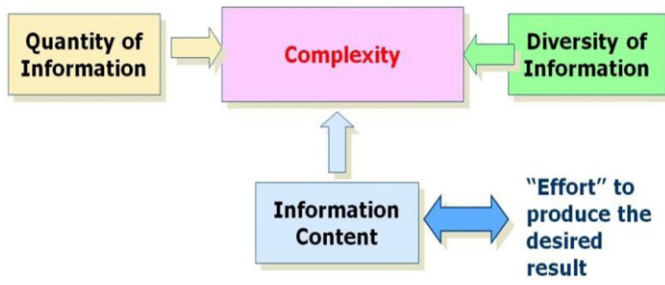 Quantity of
Information
Complexity
Diversity of
Information
Information
Content
“Effort” to
produce the
desired
result